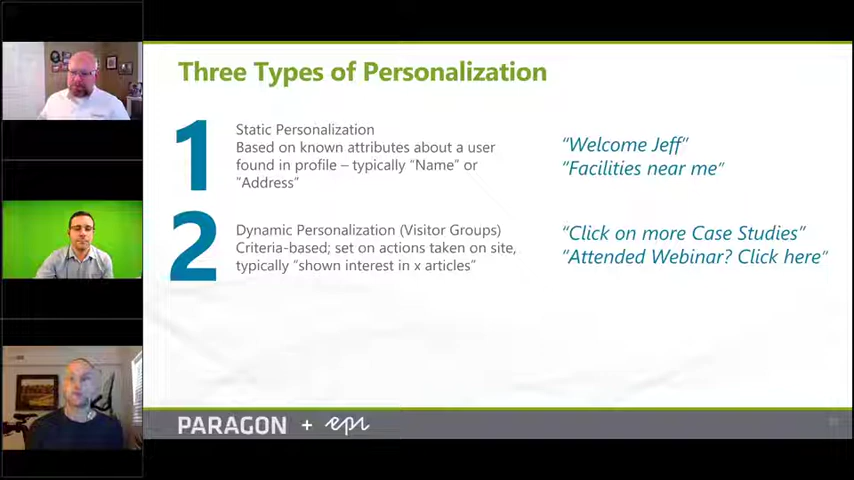 Three Types of Personalization
1
Static Personalization
Based on known attributes about a user
found in profile – typically “Name” or
“Address”
“Welcome Jeff”
“Facilities near me”
2
Dynamic Personalization (Visitor Groups)
Criteria-based; set on actions taken on site,
typically “shown interest in x articles”
“Click on more Case Studies”
“Attended Webinar? Click here”
PARAGON + epi